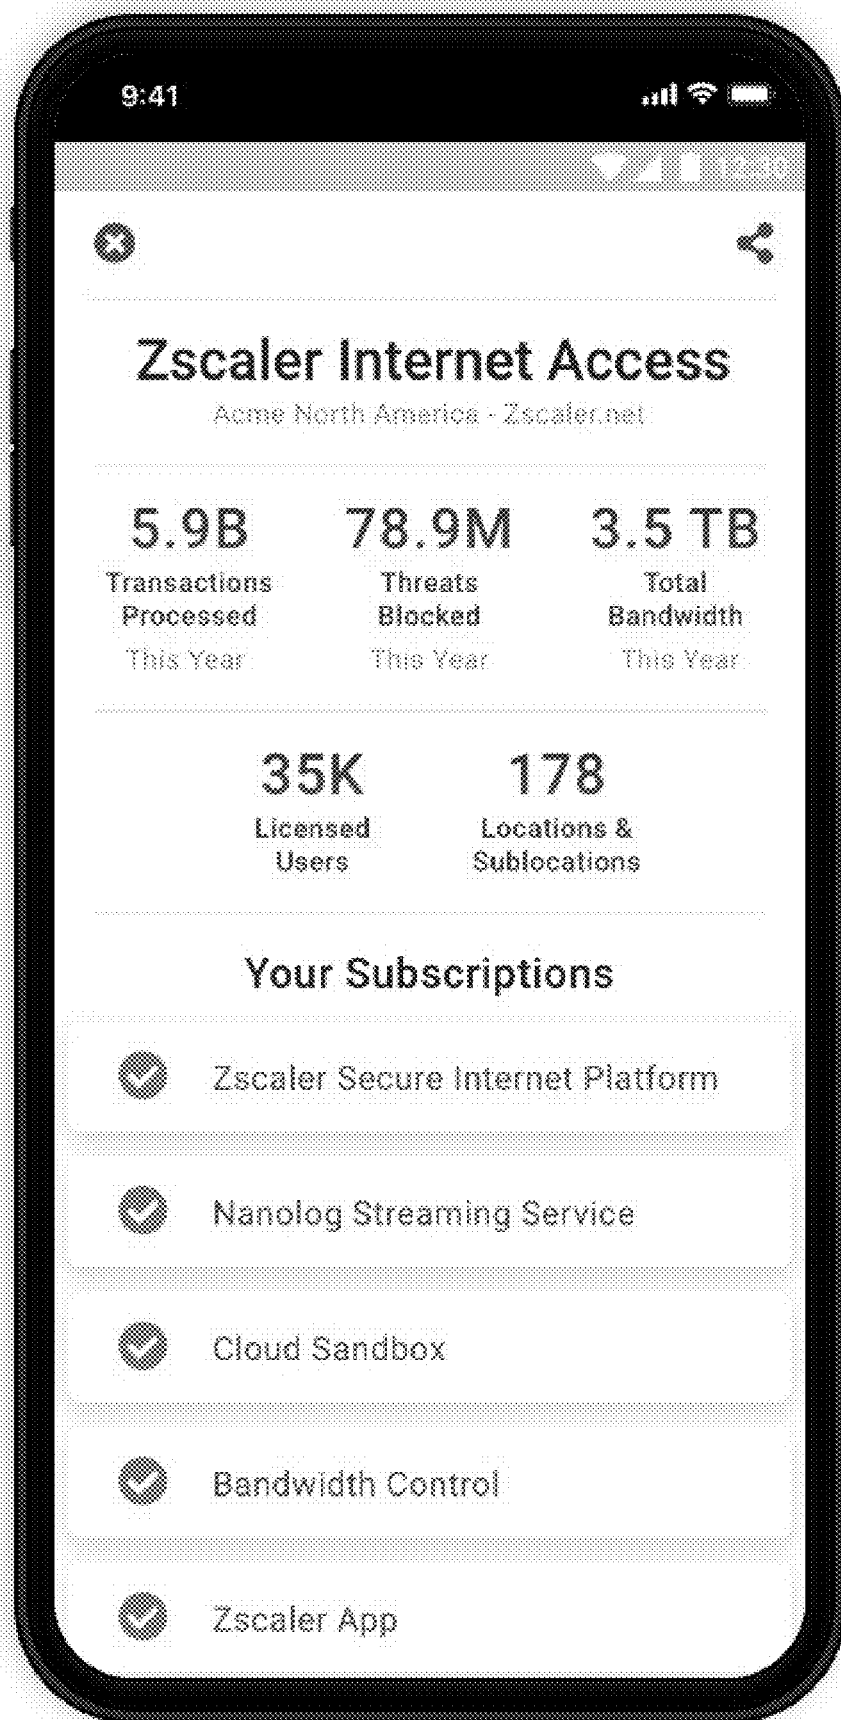 9:41
12:30
Zscaler Internet Access
Acme North America - Zscaler.net
5.9B 78.9M 3.5 TB
Transactions Threats Total
Processed Blocked Bandwidth
This Year This Year This Year
35K 178
Licensed Locations &
Users Sublocations
Your Subscriptions
Zscaler Secure Internet Platform
Nanolog Streaming Service
Cloud Sandbox
Bandwidth Control
Zscaler App